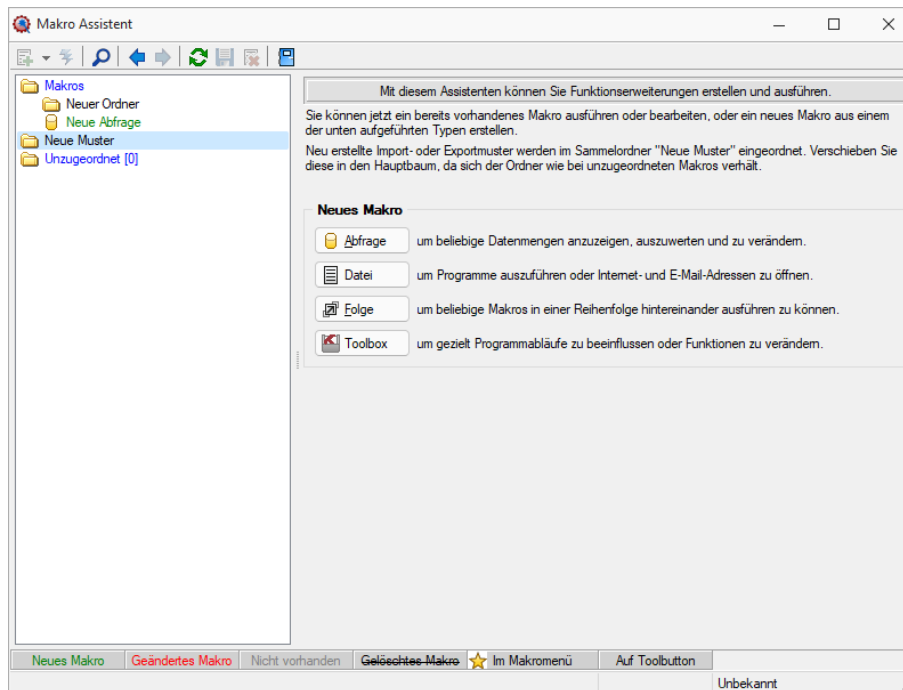 Makro Assistent
Makros
Neuer Ordner
Neue Abfrage
Neue Muster
Unzugeordnet [0]
Mit diesem Assistenten können Sie Funktionserweiterungen erstellen und ausführen.
Sie können jetzt ein bereits vorhandenes Makro ausführen oder bearbeiten, oder ein neues Makro aus einem
der unten aufgeführten Typen erstellen.
Neu erstellte Import- oder Exportmuster werden im Sammelordner "Neue Muster" eingeordnet. Verschieben Sie
diese in den Hauptbaum, da sich der Ordner wie bei unzugeordneten Makros verhält.
Neues Makro
Abfrage um beliebige Datenmengen anzuzeigen, auszuwerten und zu verändern.
Datei um Programme auszuführen oder Internet- und E-Mail-Adressen zu öffnen.
Folge um beliebige Makros in einer Reihenfolge hintereinander ausführen zu können.
Toolbox um gezielt Programmabläufe zu beeinflussen oder Funktionen zu verändern.
Neues Makro Geändertes Makro Nicht vorhanden Gelöschtes Makro Im Makromenü Auf Toolbutton
Unbekannt